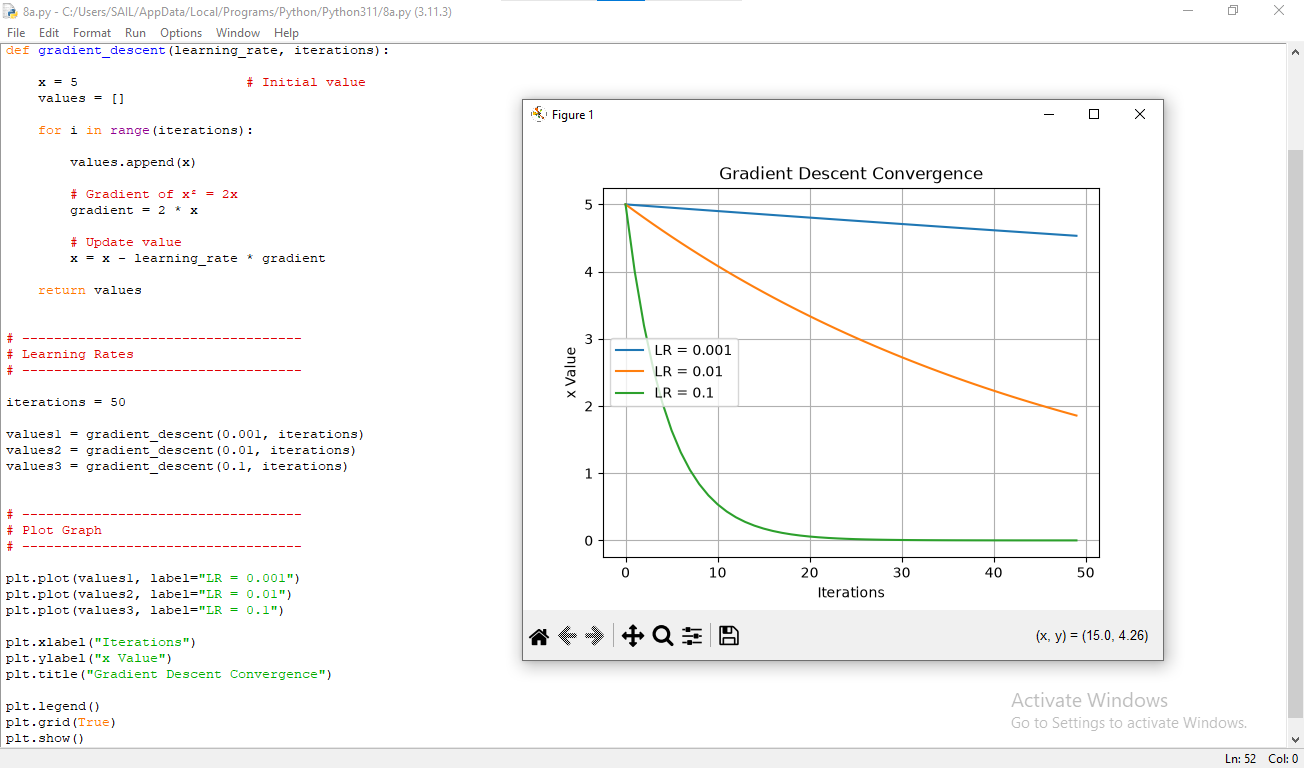 8a.py - C:/Users/SAIL/AppData/Local/Programs/Python/Python311/8a.py (3.11.3)
File Edit Format Run Options Window Help
def gradient_descent(learning_rate, iterations):
x = 5 # Initial value
values = []
for i in range(iterations):
values.append(x)
# Gradient of x² = 2x
gradient = 2 * x
# Update value
x = x - learning_rate * gradient
return values
# -----------------------------------
# Learning Rates
# -----------------------------------
iterations = 50
values1 = gradient_descent(0.001, iterations)
values2 = gradient_descent(0.01, iterations)
values3 = gradient_descent(0.1, iterations)
# -----------------------------------
# Plot Graph
# -----------------------------------
plt.plot(values1, label="LR = 0.001")
plt.plot(values2, label="LR = 0.01")
plt.plot(values3, label="LR = 0.1")
plt.xlabel("Iterations")
plt.ylabel("x Value")
plt.title("Gradient Descent Convergence")
plt.legend()
plt.grid(True)
plt.show()
Figure 1
Gradient Descent Convergence
5
4
3
2
1
0
x Value
LR = 0.001
LR = 0.01
LR = 0.1
0 10 20 30 40 50
Iterations
(x, y) = (15.0, 4.26)
Activate Windows
Go to Settings to activate Windows.
Ln: 52 Col: 0